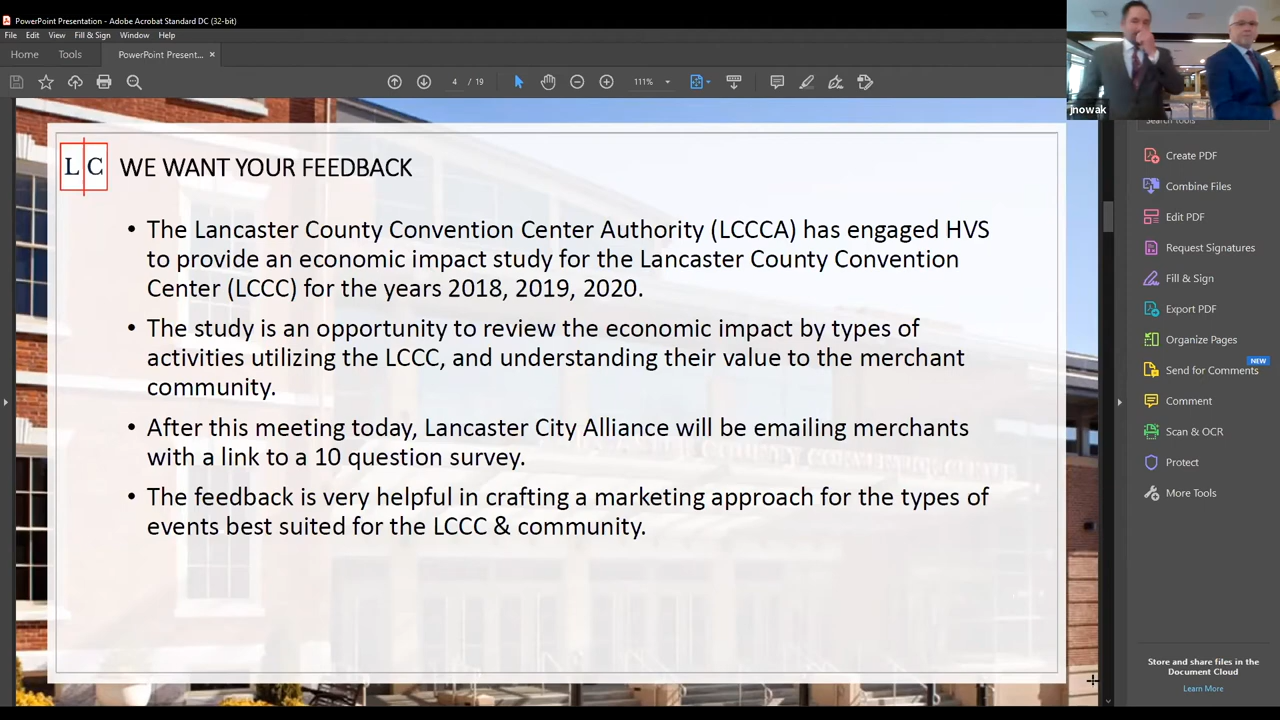 PowerPoint Presentation - Adobe Acrobat Standard DC (32-bit)
File Edit View Fill & Sign Window Help
Home Tools PowerPoint Present... ×
4 / 19 111%
jnowak
Search Tools
Create PDF
Combine Files
Edit PDF
Request Signatures
Fill & Sign
Export PDF
Organize Pages
NEW
Send for Comments
Comment
Scan & OCR
Protect
More Tools
Store and share files in the
Document Cloud
Learn More
LC WE WANT YOUR FEEDBACK
• The Lancaster County Convention Center Authority (LCCCA) has engaged HVS
to provide an economic impact study for the Lancaster County Convention
Center (LCCC) for the years 2018, 2019, 2020.
• The study is an opportunity to review the economic impact by types of
activities utilizing the LCCC, and understanding their value to the merchant
community.
• After this meeting today, Lancaster City Alliance will be emailing merchants
with a link to a 10 question survey.
• The feedback is very helpful in crafting a marketing approach for the types of
events best suited for the LCCC & community.